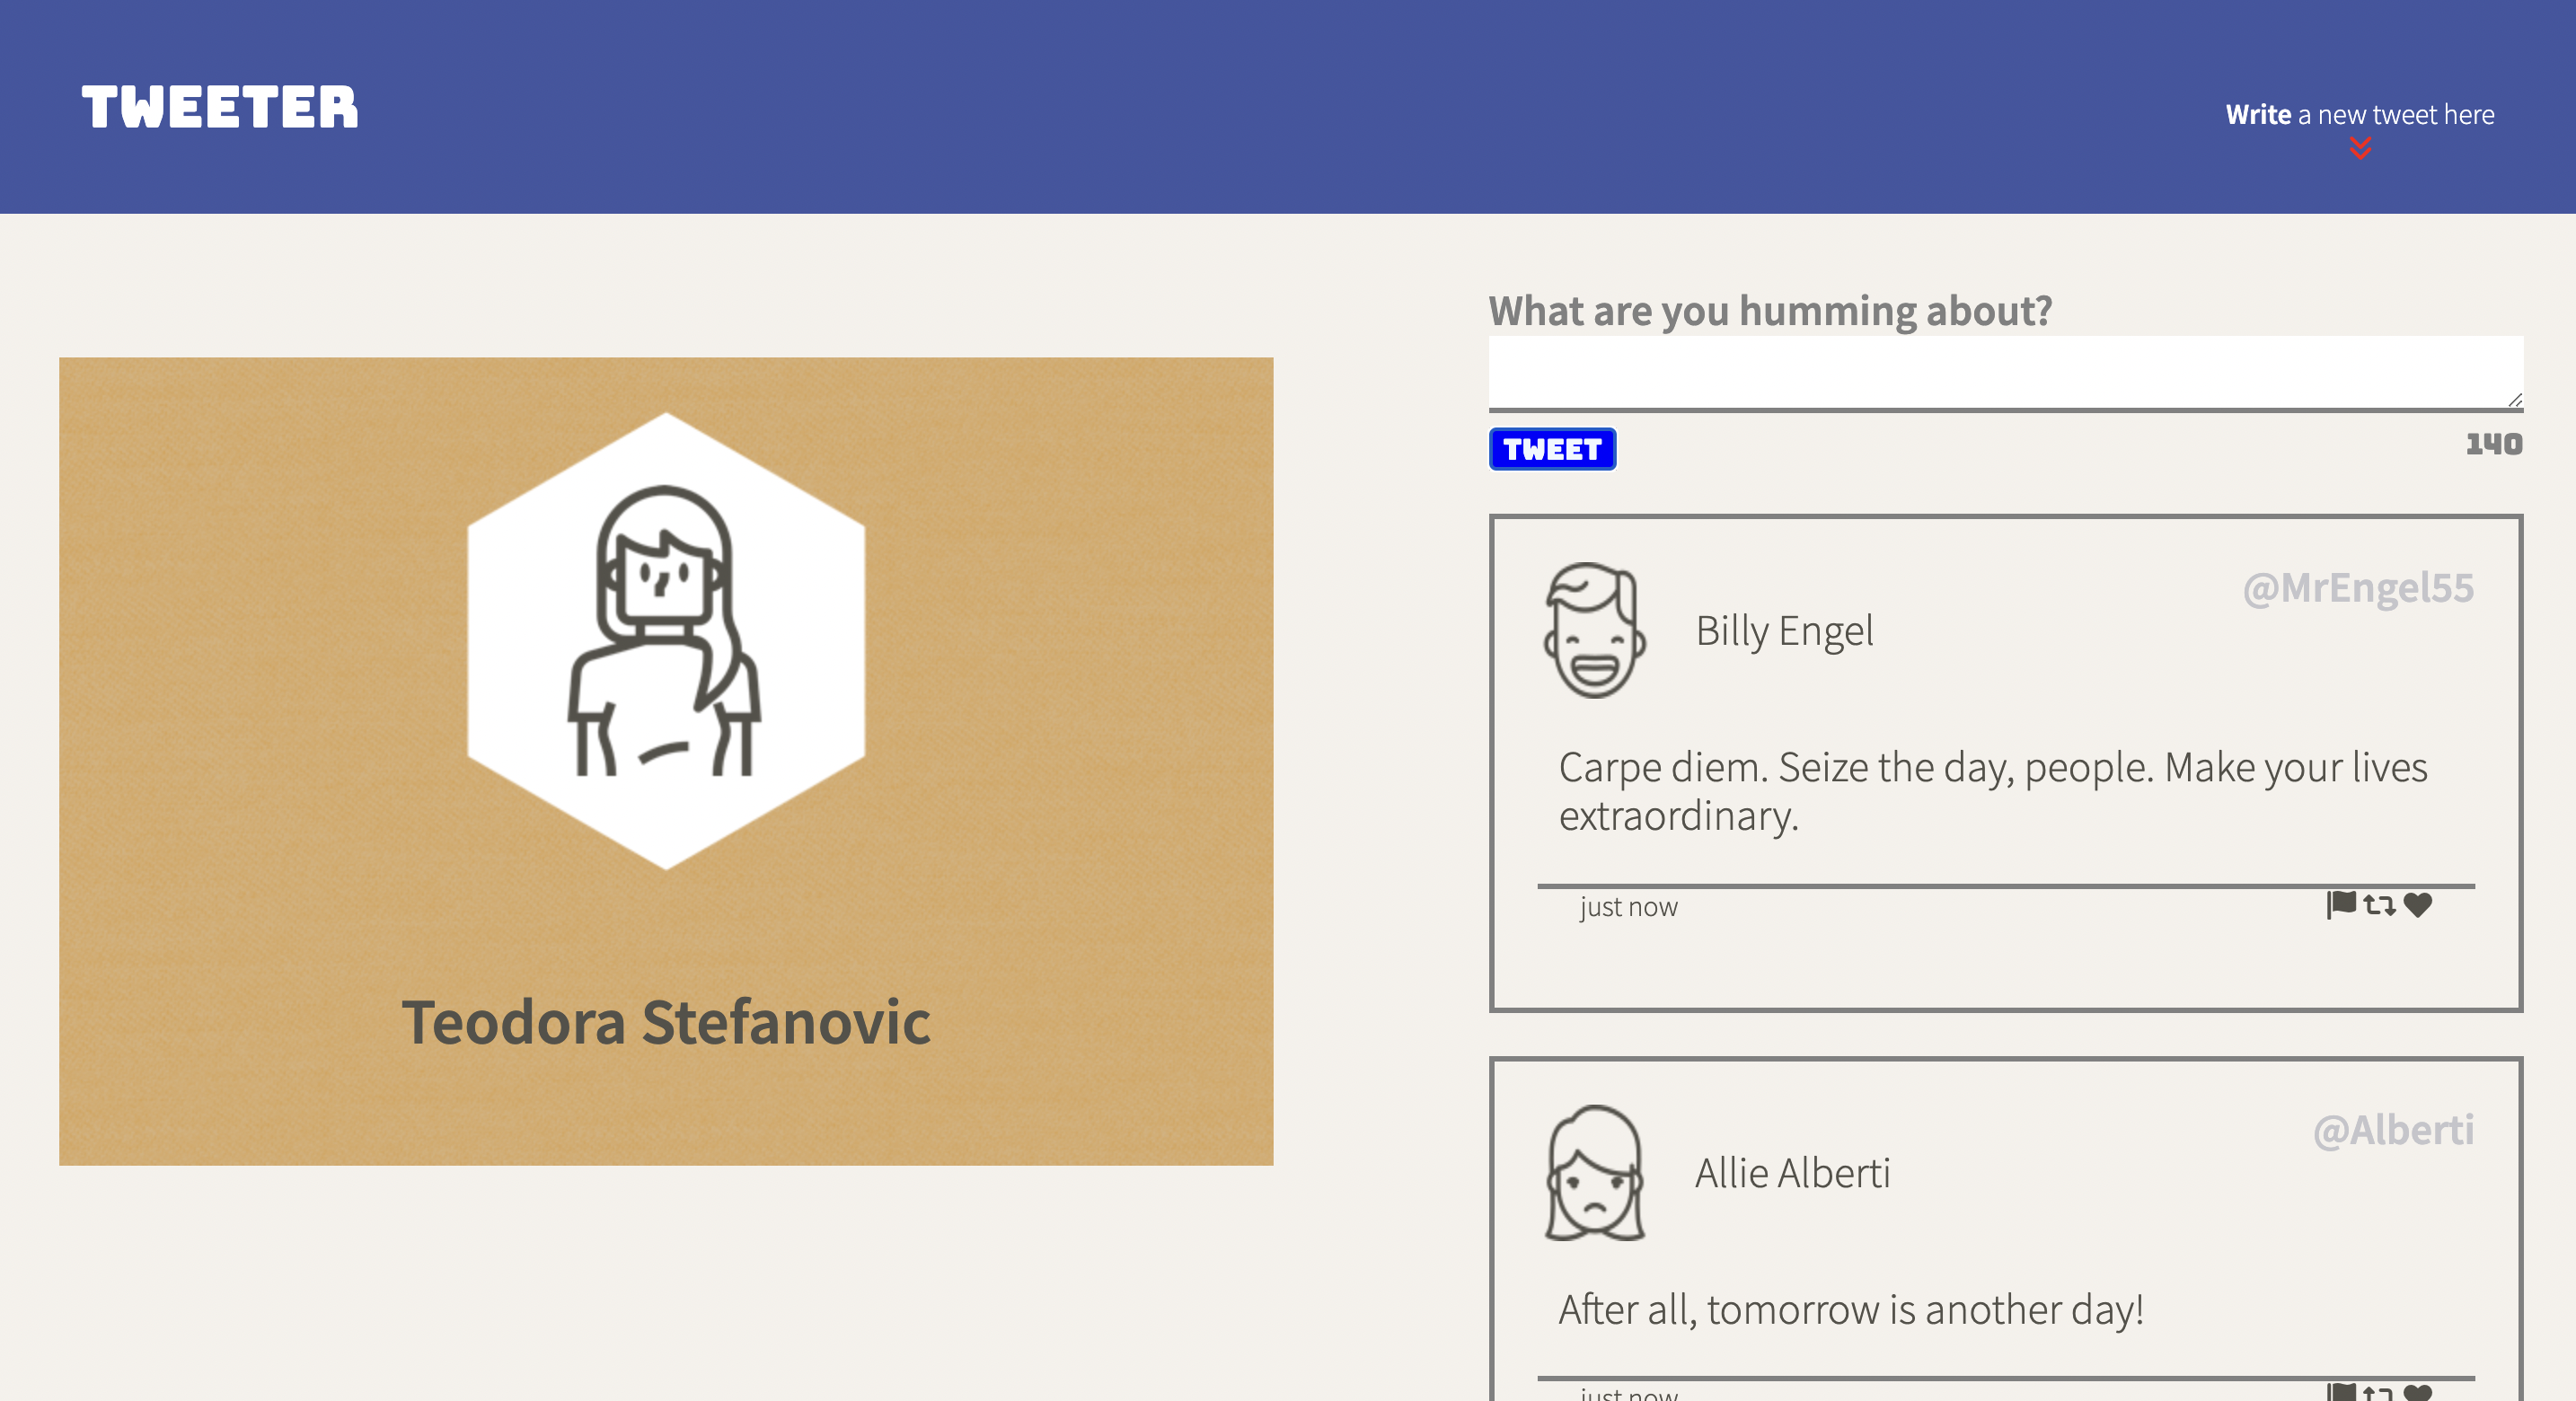 TWEETER
Write a new tweet here
Teodora Stefanovic
What are you humming about?
TWEET
140
Billy Engel
@MrEngel55
Carpe diem. Seize the day, people. Make your lives
extraordinary.
just now
Allie Alberti
@Alberti
After all, tomorrow is another day!
just now